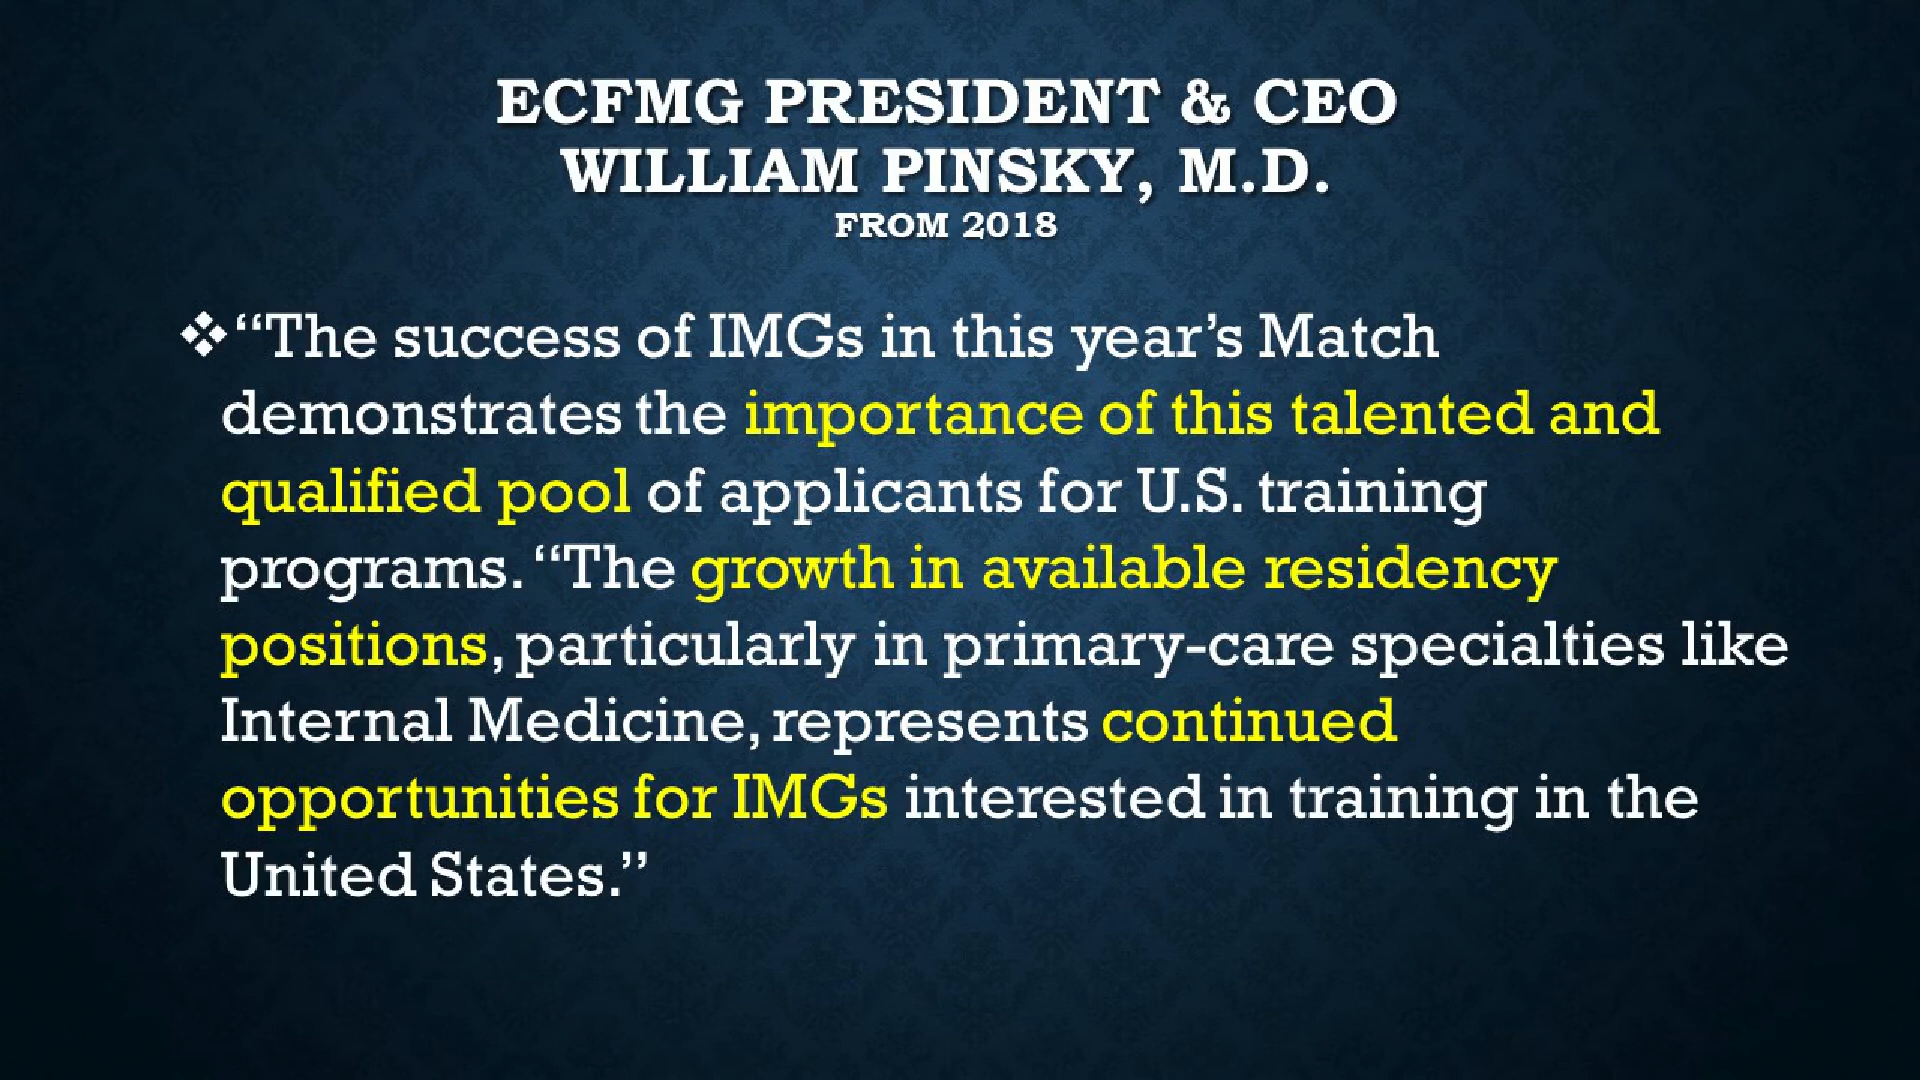 ECFMG PRESIDENT & CEO
WILLIAM PINSKY, M.D.
FROM 2018
❖“The success of IMGs in this year’s Match
demonstrates the importance of this talented and
qualified pool of applicants for U.S. training
programs. “The growth in available residency
positions, particularly in primary-care specialties like
Internal Medicine, represents continued
opportunities for IMGs interested in training in the
United States.”